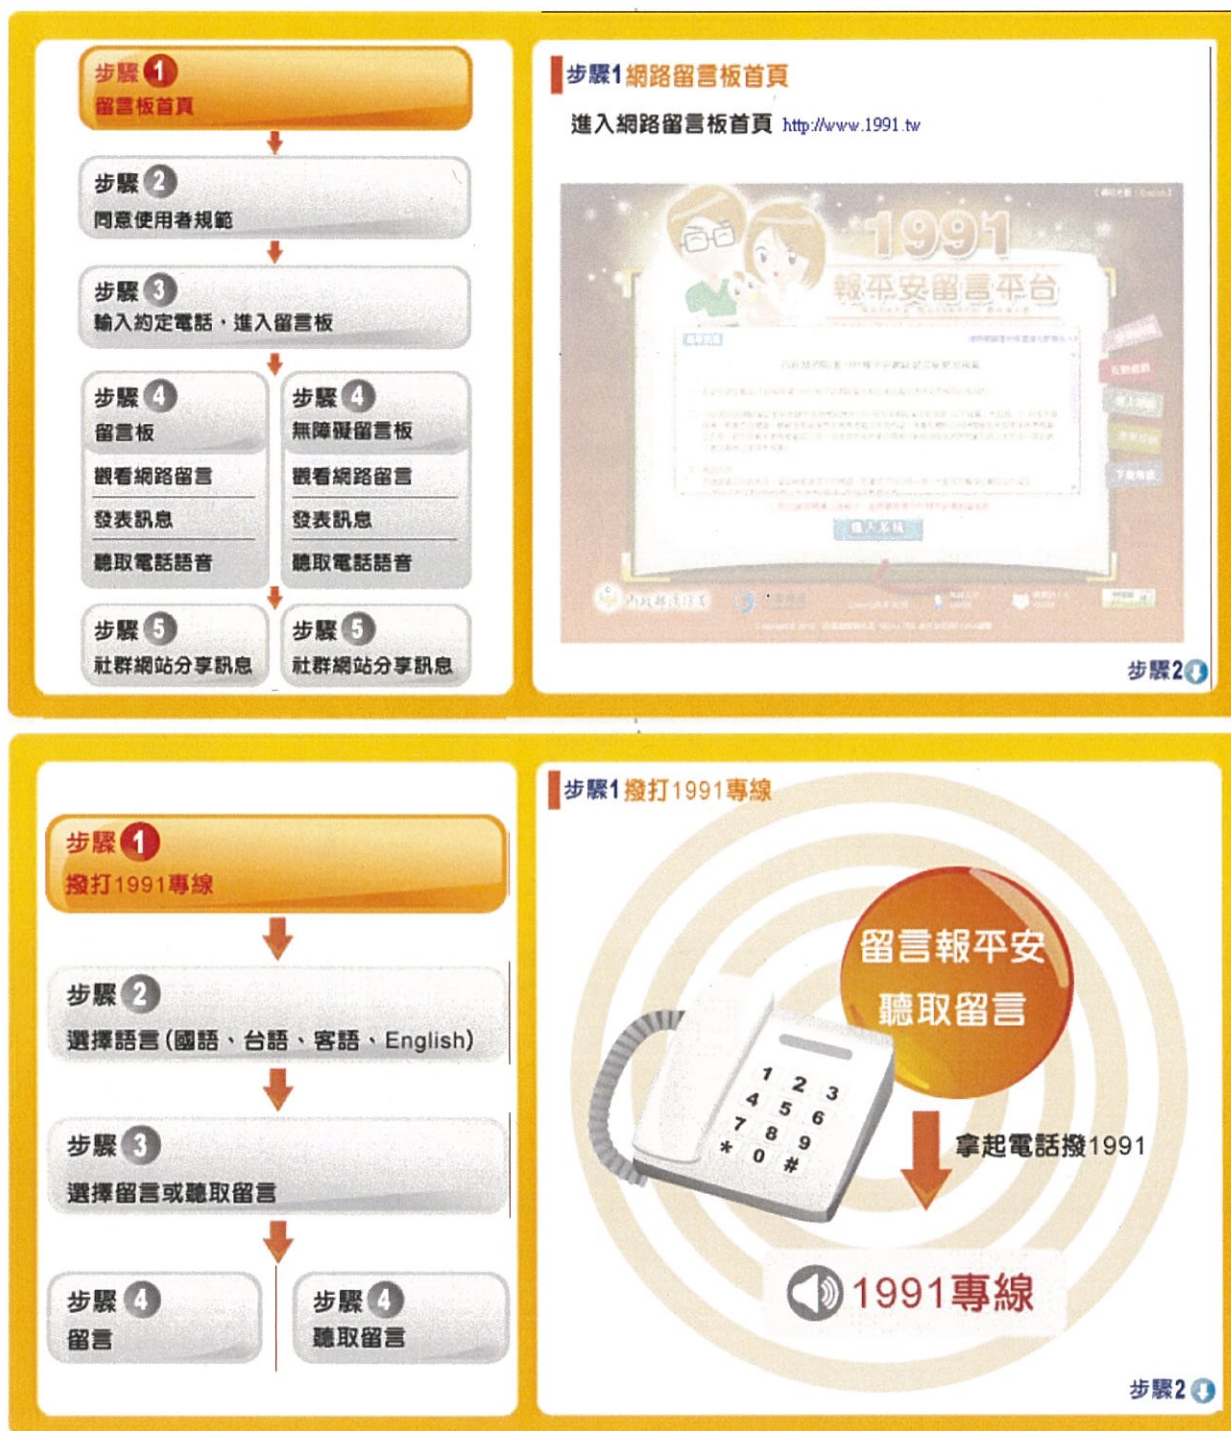 步驟1
留言板首頁
步驟2
同意使用者規範
步驟3
輸入約定電話，進入留言板
步驟4
留言板
觀看網路留言
發表訊息
聽取電話語音
步驟4
無障礙留言板
觀看網路留言
發表訊息
聽取電話語音
步驟5
社群網站分享訊息
步驟5
社群網站分享訊息
步驟1網路留言板首頁
進入網路留言板首頁 http://www.1991.tw
1991
報平安留言平台
進入系統
步驟2
步驟1
撥打1991專線
步驟2
選擇語言(國語、台語、客語、English)
步驟3
選擇留言或聽取留言
步驟4
留言
步驟4
聽取留言
步驟1撥打1991專線
留言報平安
聽取留言
1 2 3
4 5 6
7 8 9
* 0 #
拿起電話撥1991
1991專線
步驟2